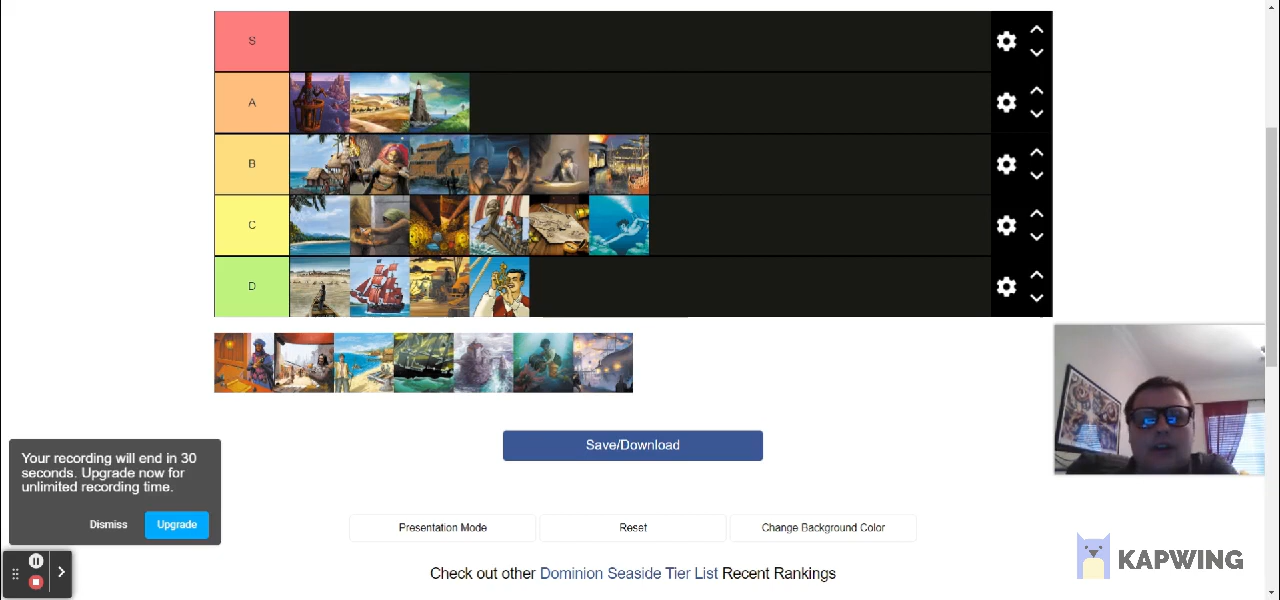 S
A
B
C
D
Save/Download
Your recording will end in 30
seconds. Upgrade now for
unlimited recording time.
Dismiss Upgrade
Presentation Mode Reset Change Background Color
KAPWING
Check out other Dominion Seaside Tier List Recent Rankings